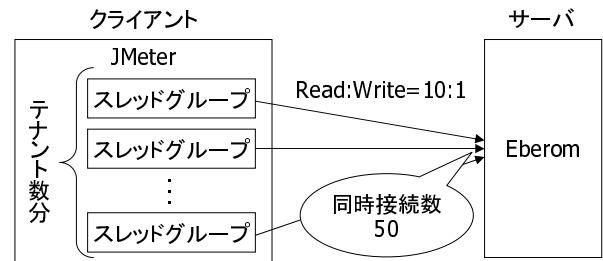 クライアント
サーバ
JMeter
テナント数分
スレッドグループ
スレッドグループ
⋮
スレッドグループ
Read:Write=10:1
同時接続数
50
Eberom